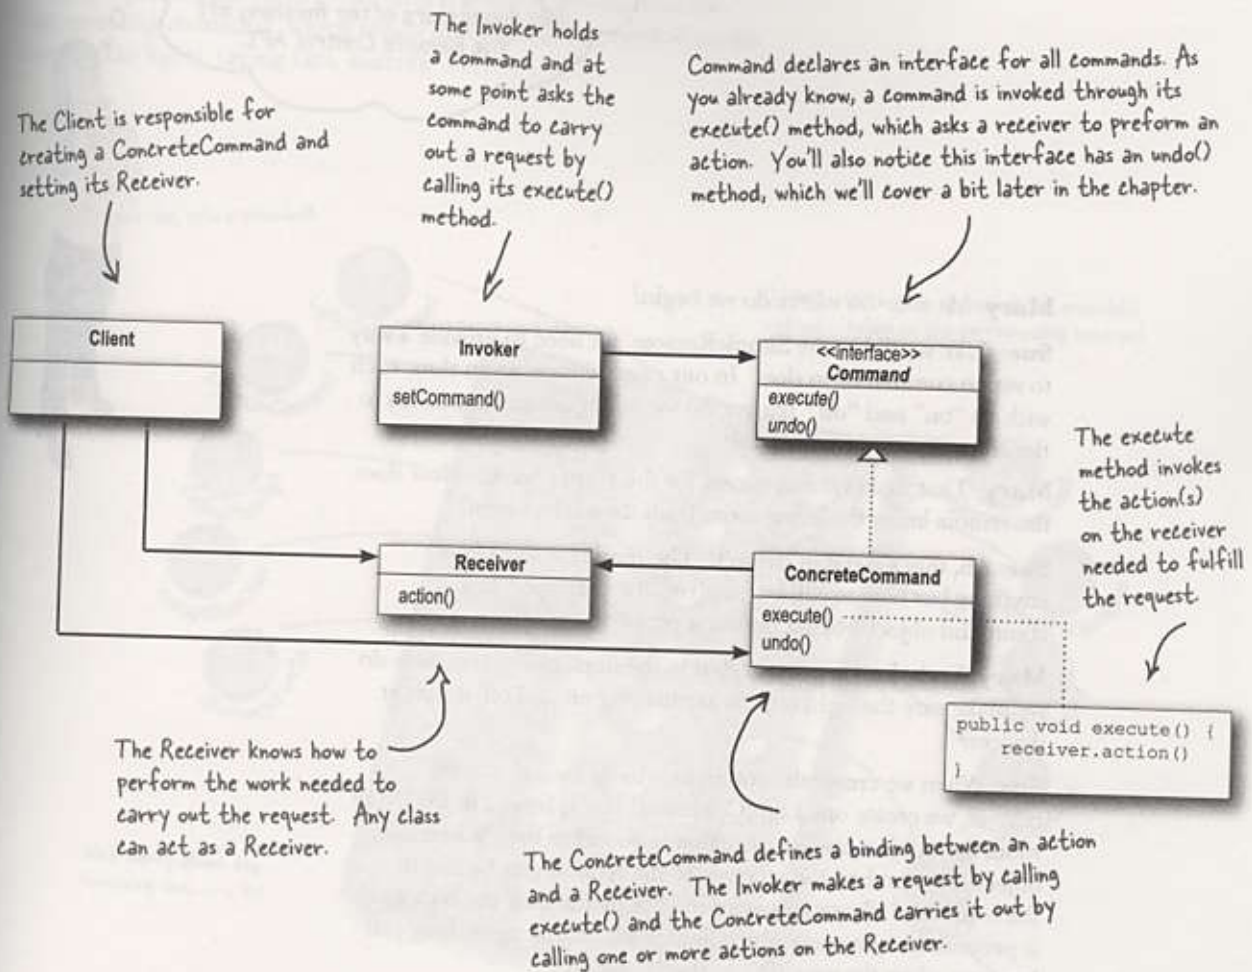 The Client is responsible for
creating a ConcreteCommand and
setting its Receiver.
The Invoker holds
a command and at
some point asks the
command to carry
out a request by
calling its execute()
method.
Command declares an interface for all commands. As
you already know, a command is invoked through its
execute() method, which asks a receiver to preform an
action. You'll also notice this interface has an undo()
method, which we'll cover a bit later in the chapter.
Client
Invoker
setCommand()
<<interface>>
Command
execute()
undo()
The execute
method invokes
the action(s)
on the receiver
needed to fulfill
the request.
Receiver
action()
ConcreteCommand
execute()
undo()
public void execute() {
receiver.action()
}
The Receiver knows how to
perform the work needed to
carry out the request. Any class
can act as a Receiver.
The ConcreteCommand defines a binding between an action
and a Receiver. The Invoker makes a request by calling
execute() and the ConcreteCommand carries it out by
calling one or more actions on the Receiver.